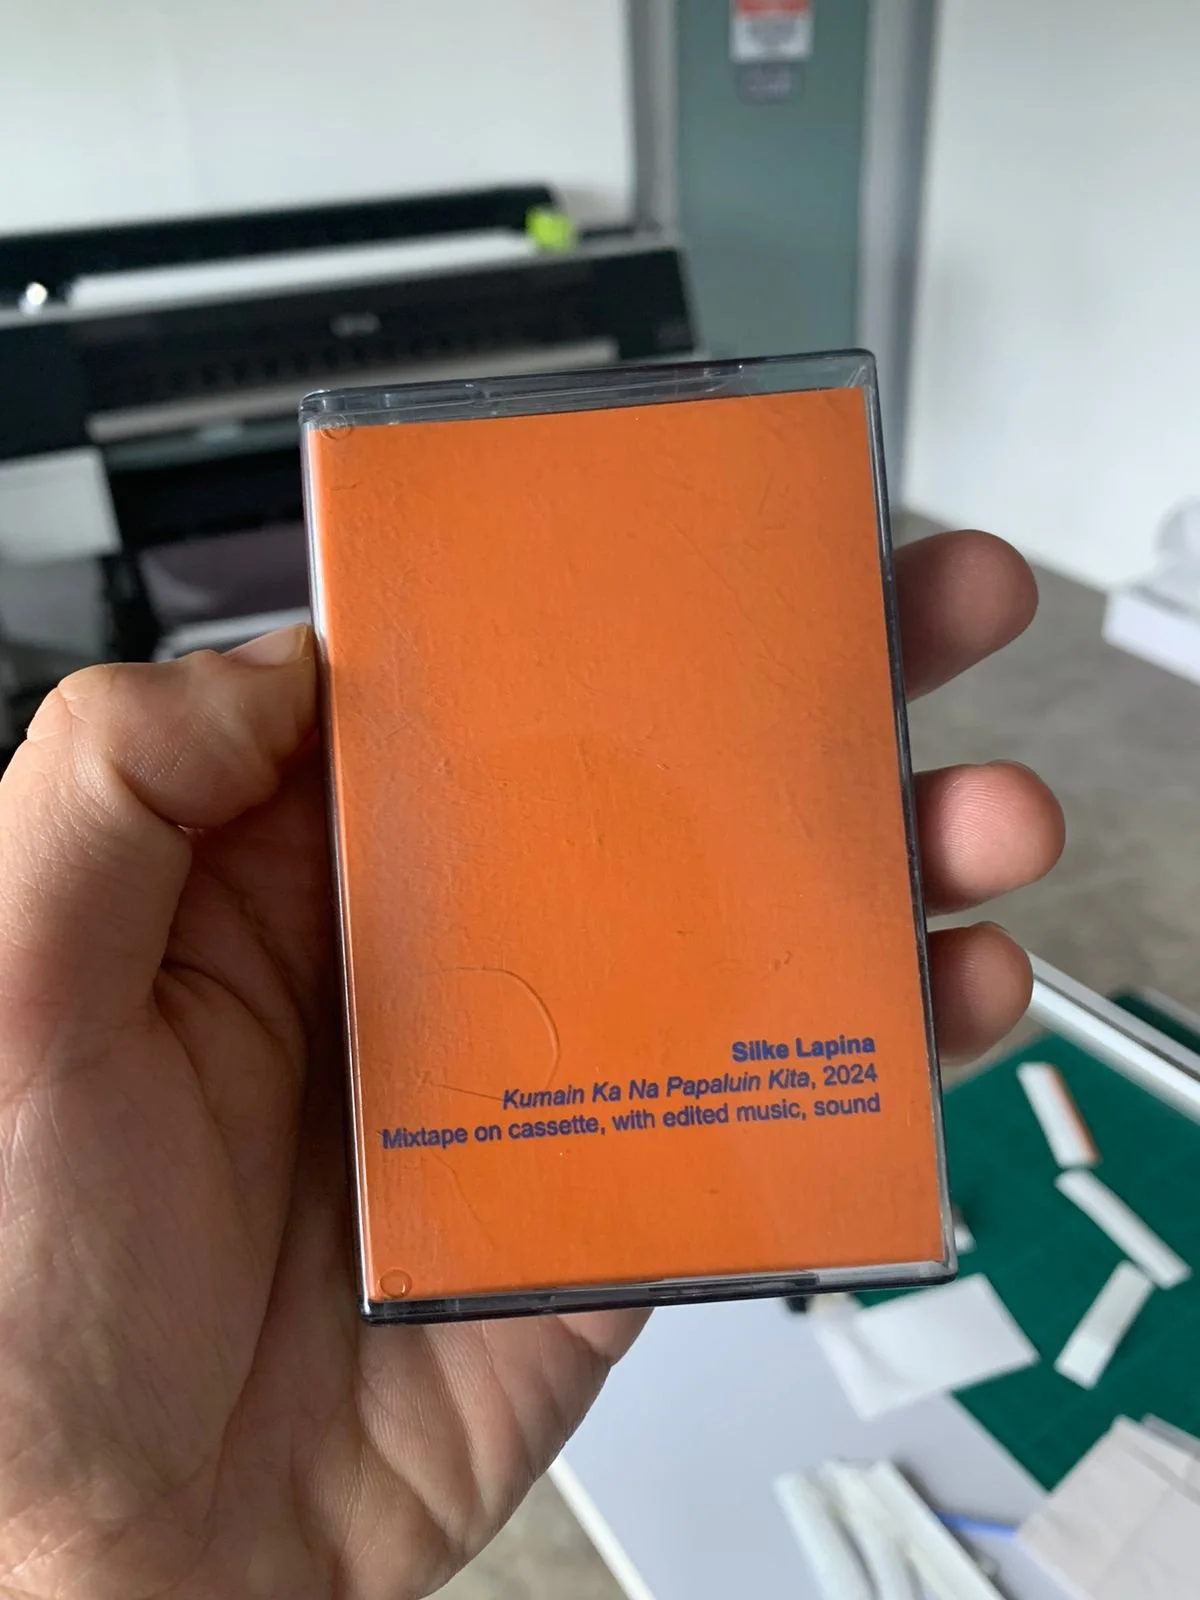 Silke Lapina
Kumain Ka Na Papaluin Kita, 2024
Mixtape on cassette, with edited music, sound